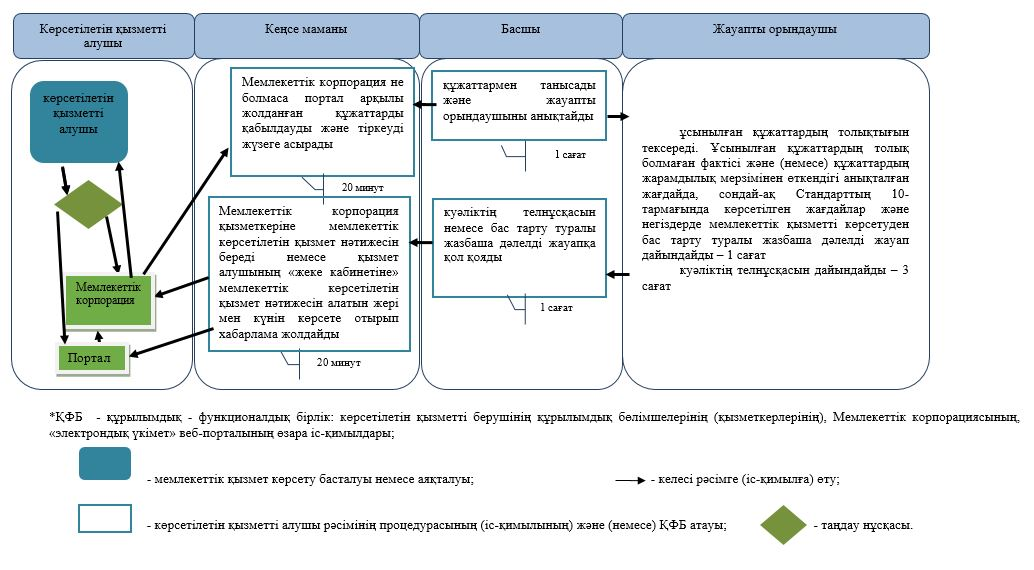 Көрсетілетін қызметті
алушы
Кеңсе маманы
Басшы
Жауапты орындаушы
көрсетілетін
қызметті
алушы
Мемлекеттік
корпорация
Портал
Мемлекеттік корпорация не
болмаса портал арқылы
жолданған құжаттарды
қабылдауды және тіркеуді
жүзеге асырады
20 минут
Мемлекеттік корпорация
қызметкеріне мемлекеттік
көрсетілетін қызмет нәтижесін
береді немесе қызмет
алушының «жеке кабинетіне»
мемлекеттік көрсетілетін
қызмет нәтижесін алатын жері
мен күнін көрсете отырып
хабарлама жолдайды
20 минут
құжаттармен танысады
және жауапты
орындаушыны анықтайды
1 сағат
куәліктің телнұсқасын
немесе бас тарту туралы
жазбаша дәлелді жауапқа
қол қояды
1 сағат
ұсынылған құжаттардың толықтығын
тексереді. Ұсынылған құжаттардың толық
болмаған фактісі және (немесе) құжаттардың
жарамдылық мерзімінен өткендігі анықталған
жағдайда, сондай-ақ Стандарттың 10-
тармағында көрсетілген жағдайлар және
негіздерде мемлекеттік қызметті көрсетуден
бас тарту туралы жазбаша дәлелді жауап
дайындайды – 1 сағат
куәліктің телнұсқасын дайындайды – 3
сағат
*ҚФБ - құрылымдық - функционалдық бірлік: көрсетілетін қызметті берушінің құрылымдық бөлімшелерінің (қызметкерлерінің), Мемлекеттік корпорациясының,
«электрондық үкімет» веб-порталының өзара іс-қимылдары;
- мемлекеттік қызмет көрсету басталуы немесе аяқталуы;
- келесі рәсімге (іс-қимылға) өту;
- көрсетілетін қызметті алушы рәсімінің процедурасының (іс-қимылының) және (немесе) ҚФБ атауы;
- таңдау нұсқасы.